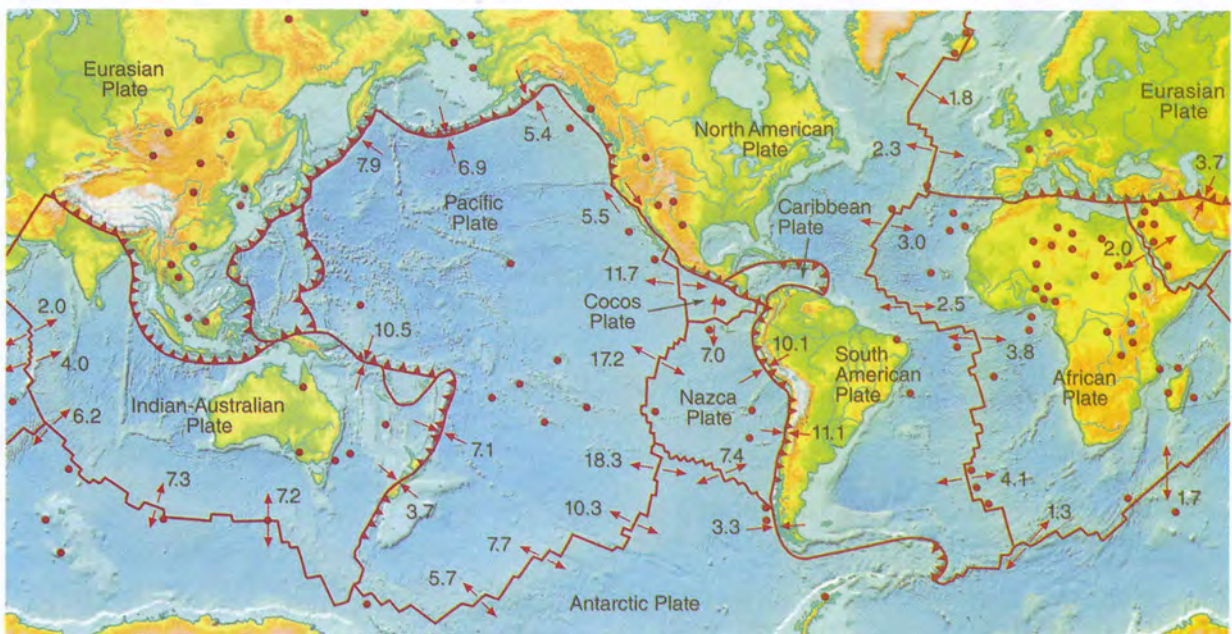 Eurasian
Plate
Eurasian
Plate
1.8
North American
Plate
2.3
3.7
5.4
7.9
6.9
Pacific
Plate
5.5
Caribbean
Plate
3.0
2.0
11.7
Cocos
Plate
2.0
2.5
4.0
10.5
17.2
7.0
10.1
3.8
South
American
Plate
African
Plate
Indian-Australian
Plate
Nazca
Plate
6.2
7.1
11.1
7.3
7.2
18.3
7.4
4.1
3.7
10.3
3.3
1.3
1.7
7.7
5.7
Antarctic Plate